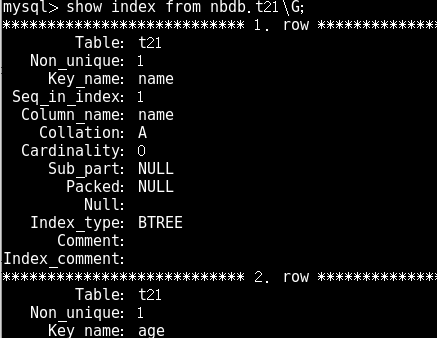 mysql> show index from nbdb.t21\G;
*************************** 1. row **************
Table: t21
Non_unique: 1
Key_name: name
Seq_in_index: 1
Column_name: name
Collation: A
Cardinality: 0
Sub_part: NULL
Packed: NULL
Null:
Index_type: BTREE
Comment:
Index_comment:
*************************** 2. row **************
Table: t21
Non_unique: 1
Key_name: age